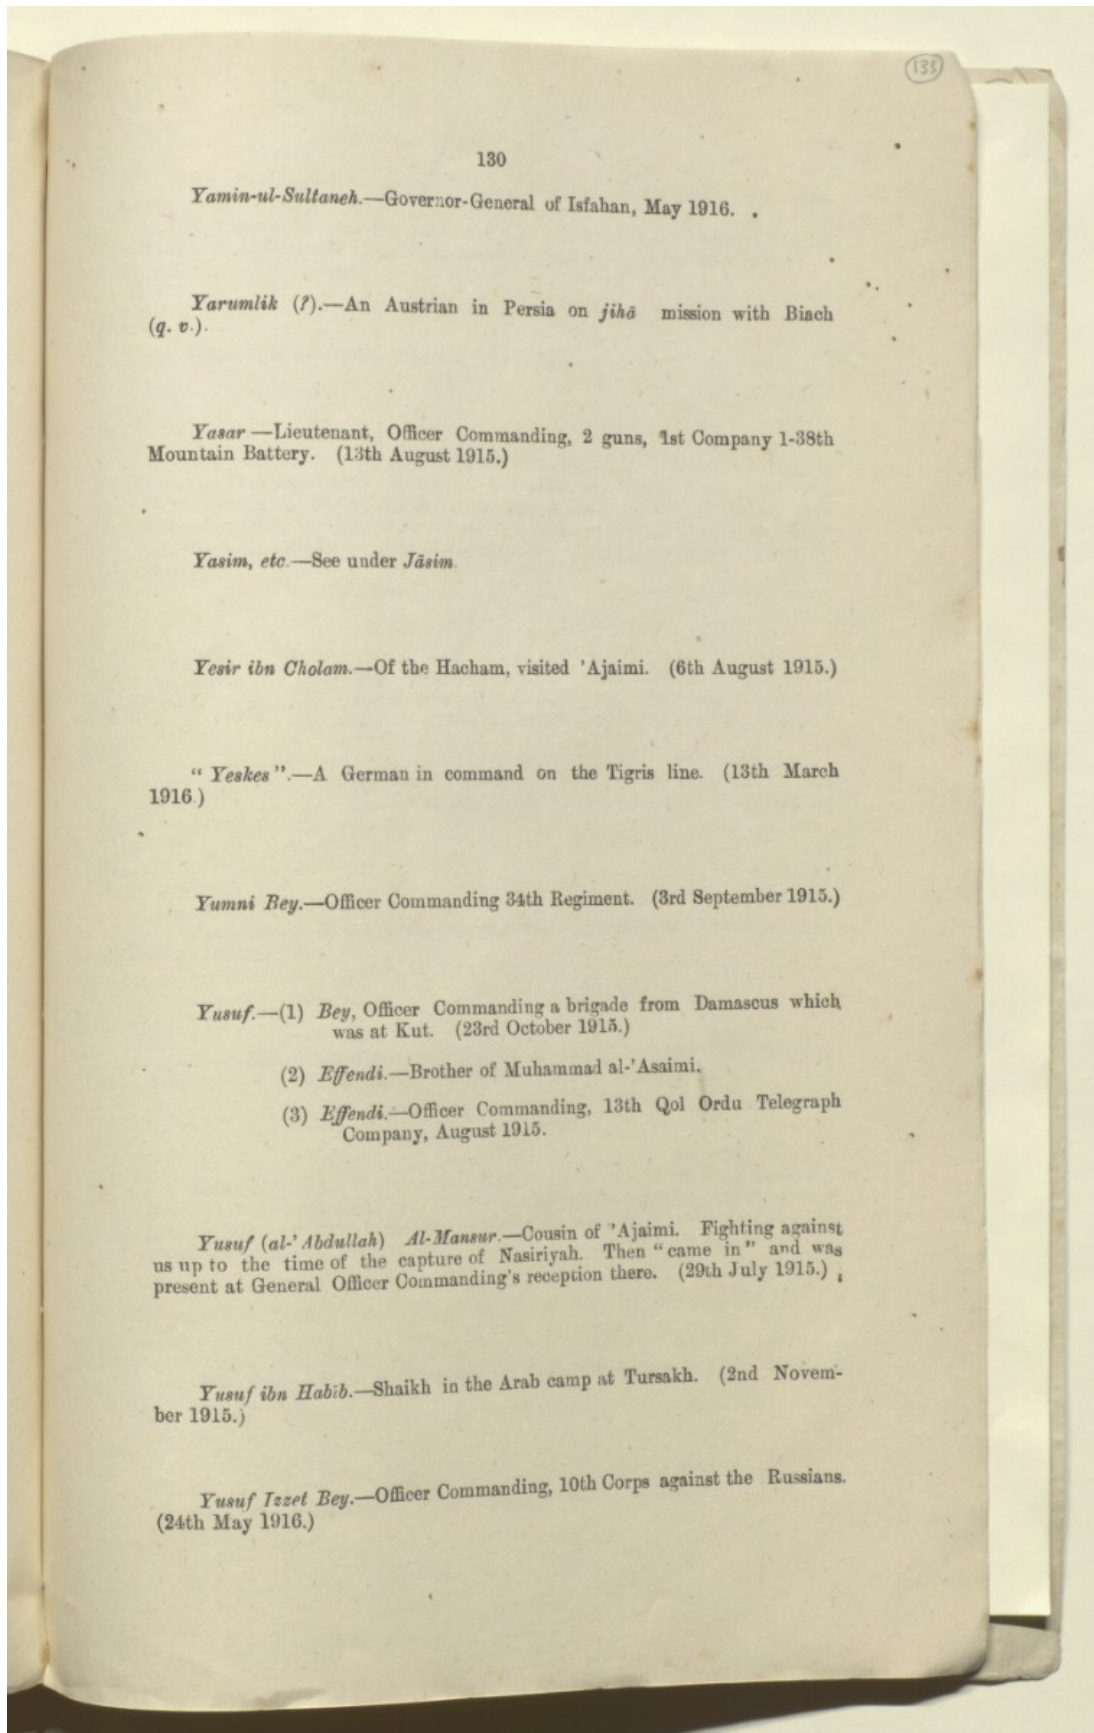 133
130
Yamin-ul-Sultaneh.—Governor-General of Isfahan, May 1916.
Yarumlik (?).—An Austrian in Persia on jihā mission with Biach
(q. v.).
Yasar —Lieutenant, Officer Commanding, 2 guns, 1st Company 1-38th
Mountain Battery. (13th August 1915.)
Yasim, etc.—See under Jāsim.
Yesir ibn Cholam.—Of the Hacham, visited 'Ajaimi. (6th August 1915.)
“ Yeskes ”.—A German in command on the Tigris line. (13th March
1916.)
Yumni Bey.—Officer Commanding 34th Regiment. (3rd September 1915.)
Yusuf.—(1) Bey, Officer Commanding a brigade from Damascus which
was at Kut. (23rd October 1915.)
(2) Effendi.—Brother of Muhammad al-'Asaimi.
(3) Effendi.—Officer Commanding, 13th Qol Ordu Telegraph
Company, August 1915.
Yusuf (al-'Abdullah) Al-Mansur.—Cousin of 'Ajaimi. Fighting against
us up to the time of the capture of Nasiriyah. Then “came in” and was
present at General Officer Commanding's reception there. (29th July 1915.)
Yusuf ibn Habib.—Shaikh in the Arab camp at Tursakh. (2nd Novem-
ber 1915.)
Yusuf Izzet Bey.—Officer Commanding, 10th Corps against the Russians.
(24th May 1916.)